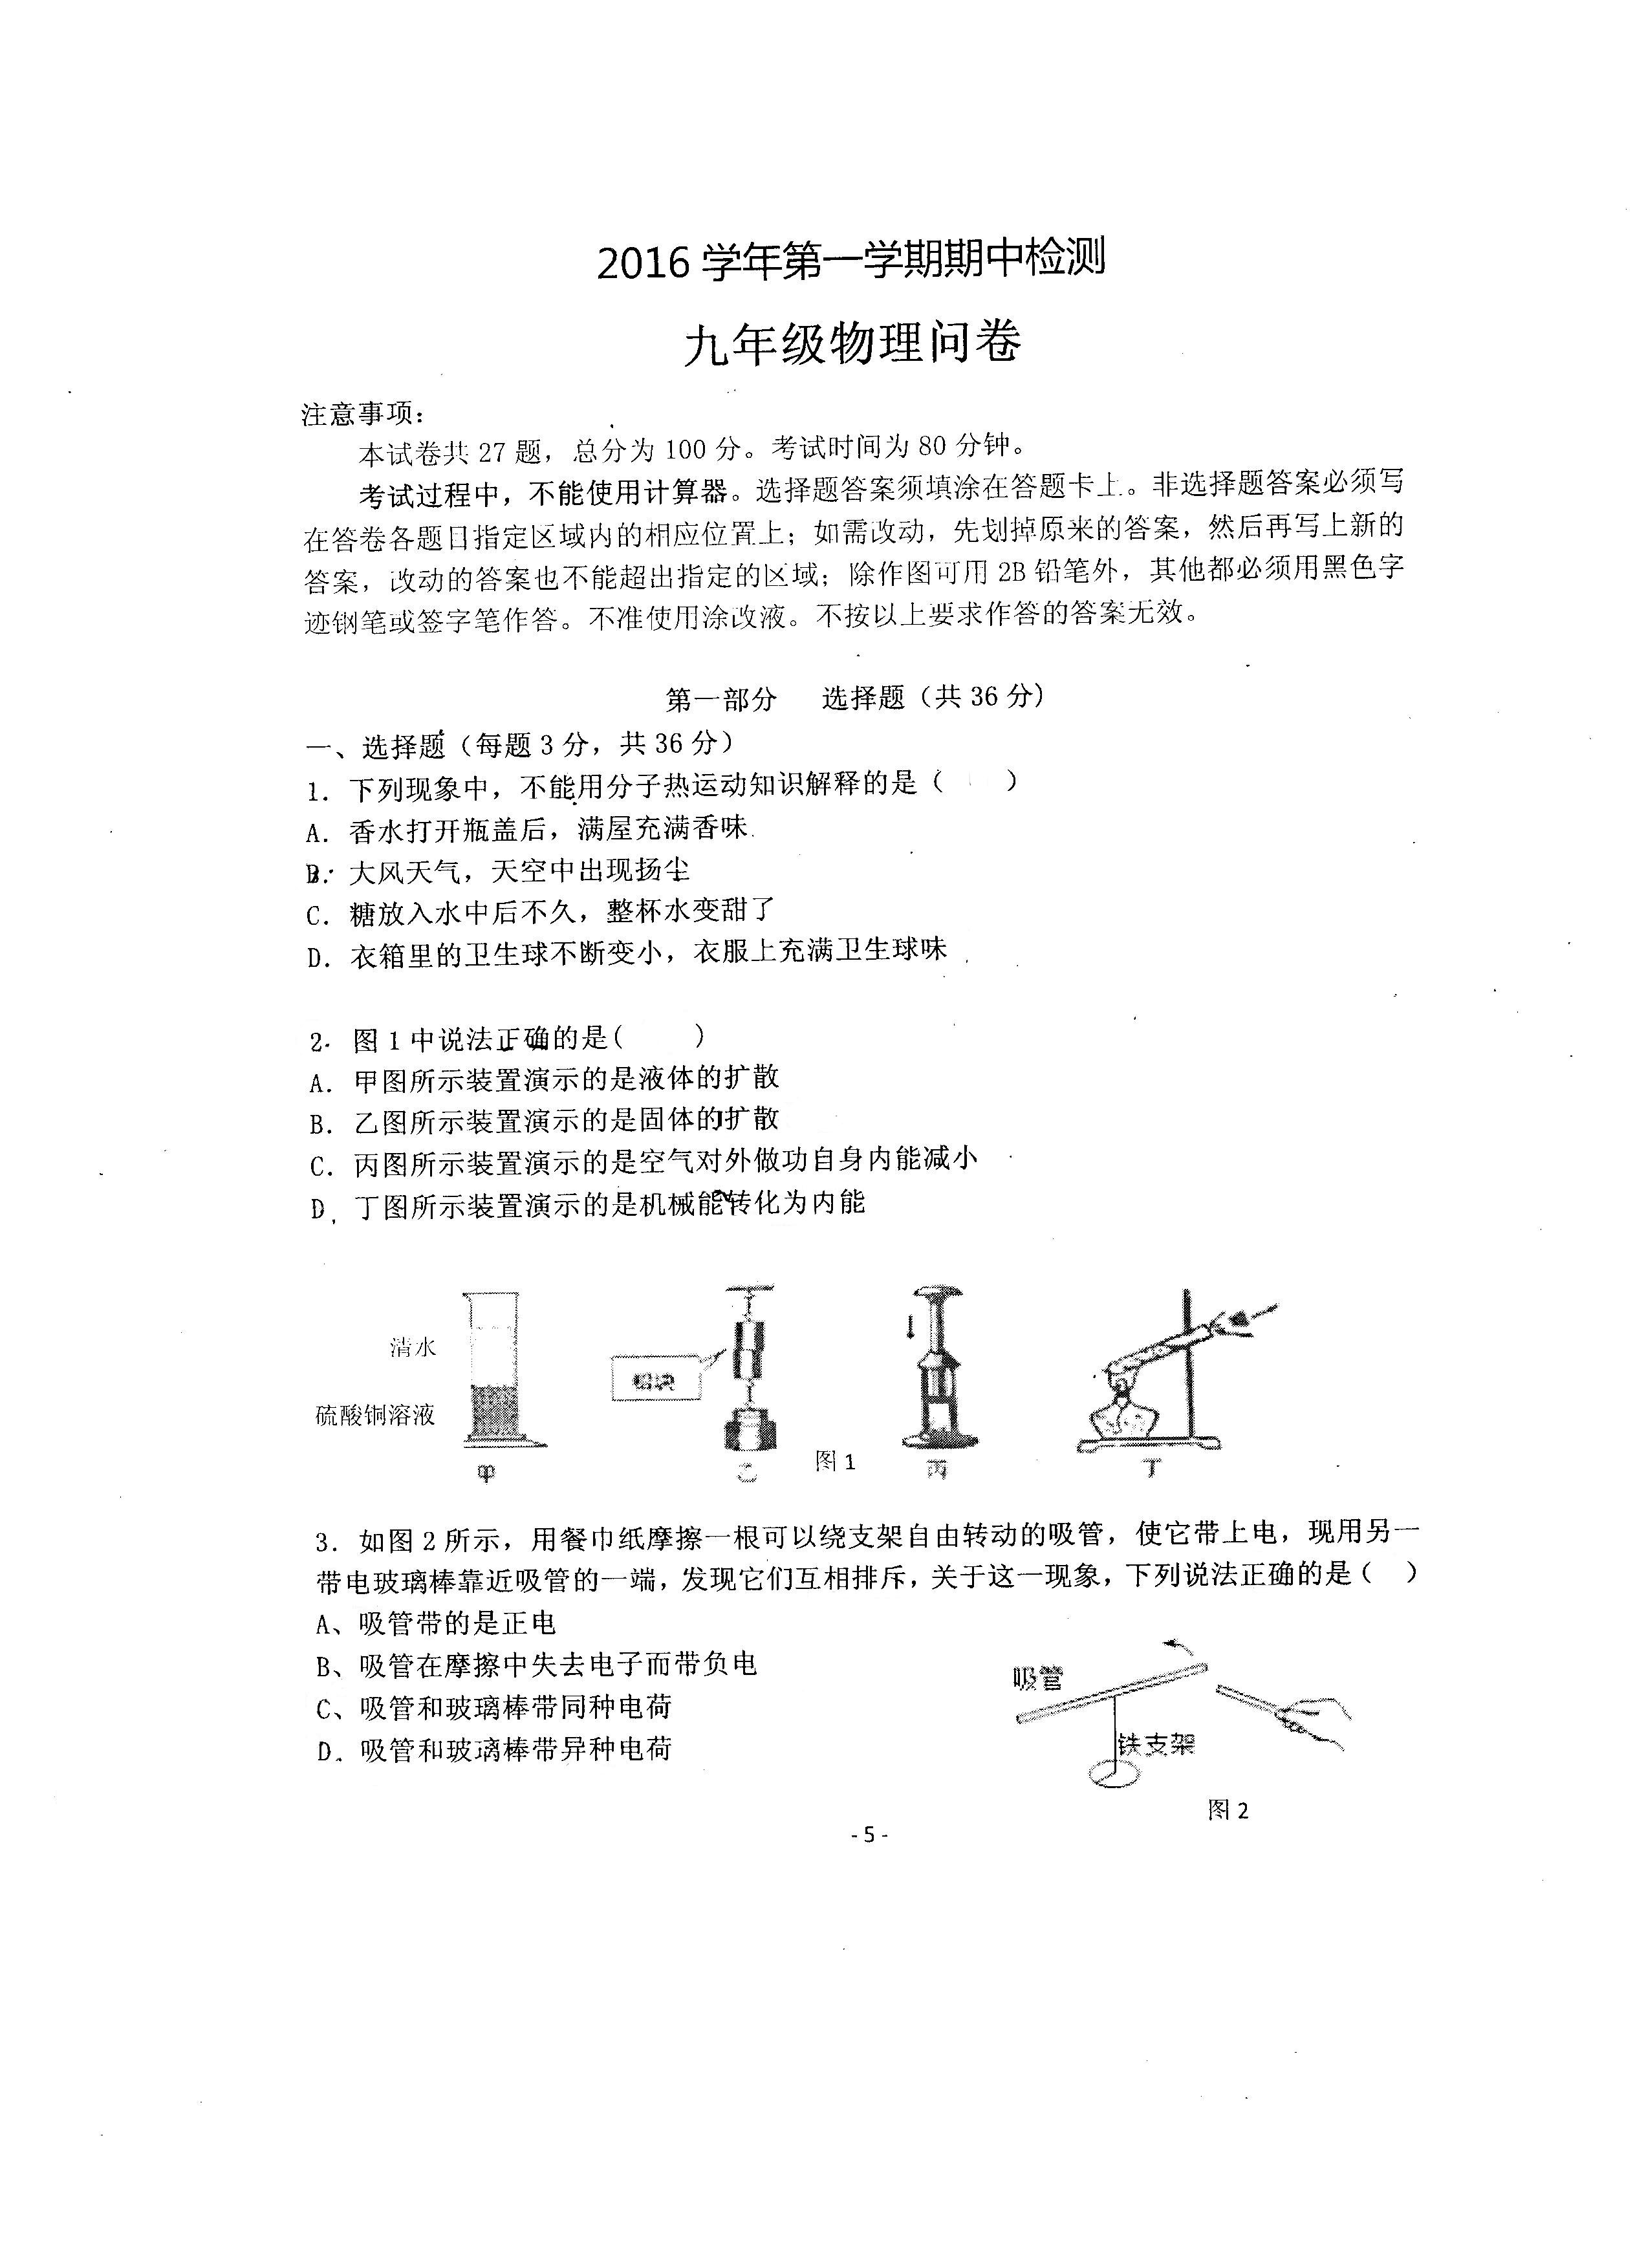 2016 学年第一学期期中检测
九年级物理问卷
注意事项：
本试卷共 27 题，总分为 100 分。考试时间为 80 分钟。
考试过程中，不能使用计算器。选择题答案须填涂在答题卡上。非选择题答案必须写
在答卷各题目指定区域内的相应位置上；如需改动，先划掉原来的答案，然后再写上新的
答案，改动的答案也不能超出指定的区域；除作图可用 2B 铅笔外，其他都必须用黑色字
迹钢笔或签字笔作答。不准使用涂改液。不按以上要求作答的答案无效。
第一部分 选择题（共 36 分）
一、选择题（每题 3 分，共 36 分）
1．下列现象中，不能用分子热运动知识解释的是（ ）
A．香水打开瓶盖后，满屋充满香味
B．大风天气，天空中出现扬尘
C．糖放入水中后不久，整杯水变甜了
D．衣箱里的卫生球不断变小，衣服上充满卫生球味
2．图 1 中说法正确的是( )
A．甲图所示装置演示的是液体的扩散
B．乙图所示装置演示的是固体的扩散
C．丙图所示装置演示的是空气对外做功自身内能减小
D．丁图所示装置演示的是机械能转化为内能
清水
硫酸铜溶液
铅块
甲
乙
图 1
丙
丁
3．如图 2 所示，用餐巾纸摩擦一根可以绕支架自由转动的吸管，使它带上电，现用另一
带电玻璃棒靠近吸管的一端，发现它们互相排斥，关于这一现象，下列说法正确的是（ ）
A、吸管带的是正电
B、吸管在摩擦中失去电子而带负电
C、吸管和玻璃棒带同种电荷
D．吸管和玻璃棒带异种电荷
吸管
铁支架
图 2
- 5 -